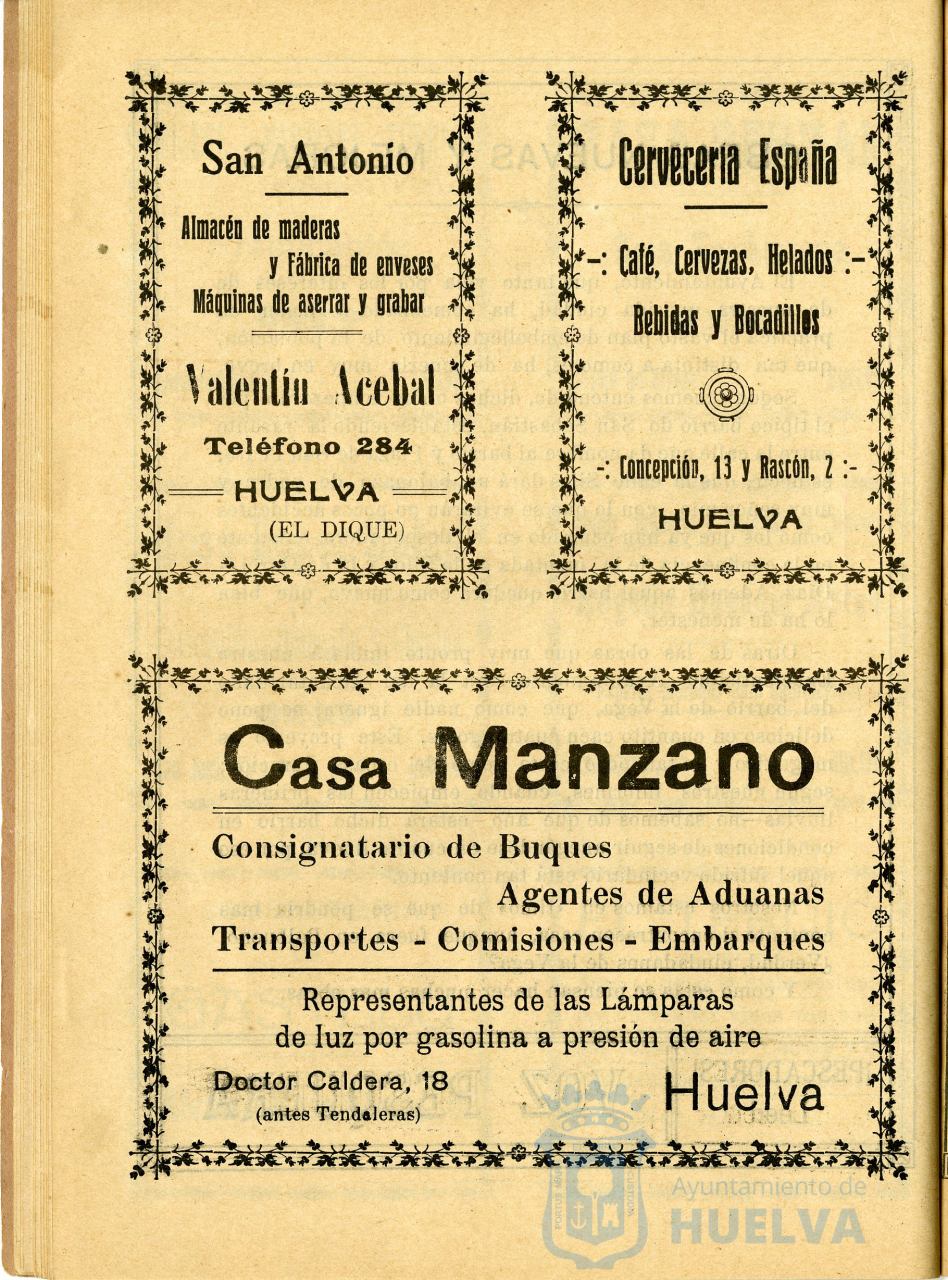 San Antonio
Almacén de maderas
y Fábrica de enveses
Máquinas de aserrar y grabar
Valentín Acebal
Teléfono 284
HUELVA
(EL DIQUE)
Cervecería España
-: Café, Cervezas, Helados :-
Bebidas y Bocadillos
-: Concepción, 13 y Rascón, 2 :-
HUELVA
Casa Manzano
Consignatario de Buques
Agentes de Aduanas
Transportes - Comisiones - Embarques
Representantes de las Lámparas
de luz por gasolina a presión de aire
Doctor Caldera, 18
(antes Tendaleras)
Huelva
Ayuntamiento de
HUELVA